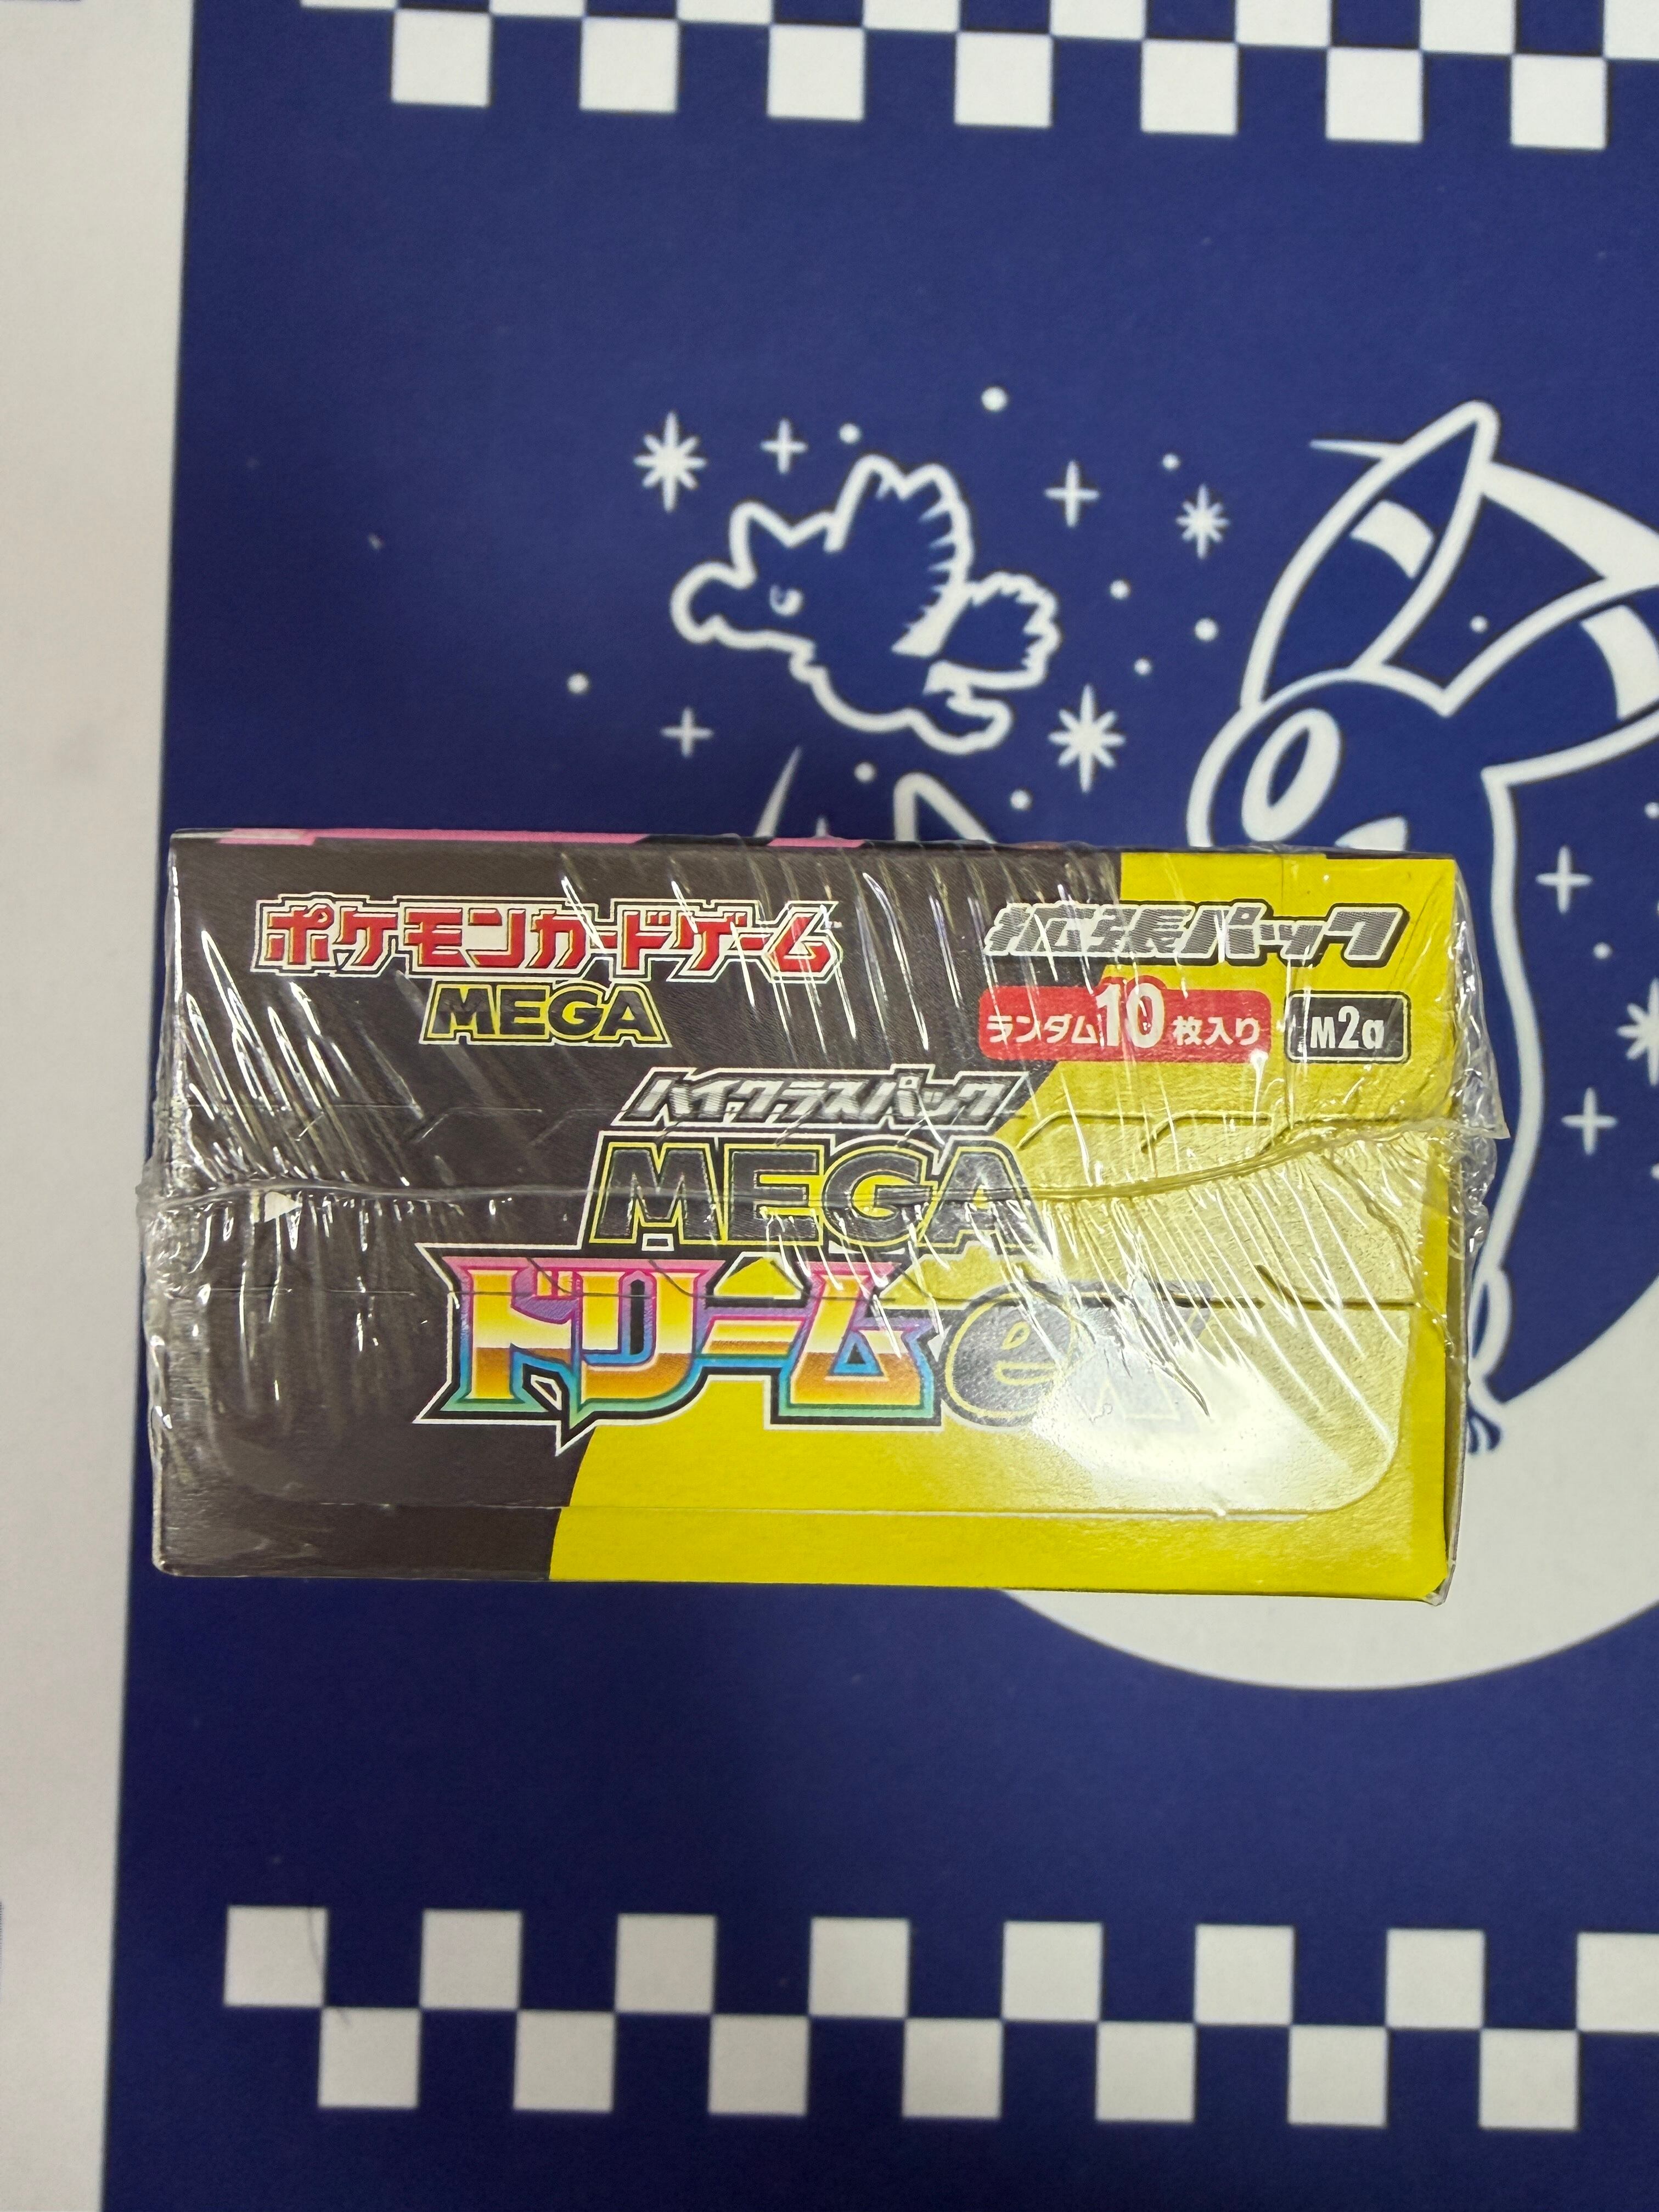 ポケモンカードゲーム
MEGA
拡張パック
ランダム10枚入り
M2a
ハイクラスパック
MEGA
ドリームex